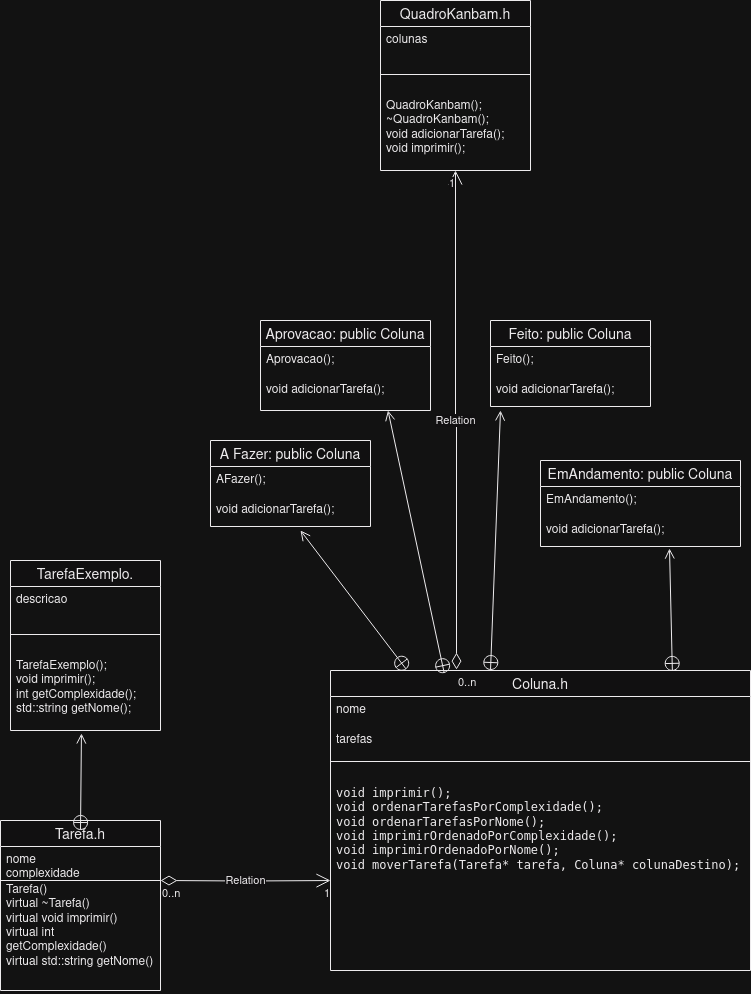 QuadroKanbam.h
colunas
QuadroKanbam();
~QuadroKanbam();
void adicionarTarefa();
void imprimir();
1
Aprovacao: public Coluna
Aprovacao();
void adicionarTarefa();
Feito: public Coluna
Feito();
void adicionarTarefa();
Relation
A Fazer: public Coluna
AFazer();
void adicionarTarefa();
EmAndamento: public Coluna
EmAndamento();
void adicionarTarefa();
TarefaExemplo.
descricao
TarefaExemplo();
void imprimir();
int getComplexidade();
std::string getNome();
0..n
Coluna.h
nome
tarefas
void imprimir();
void ordenarTarefasPorComplexidade();
void ordenarTarefasPorNome();
void imprimirOrdenadoPorComplexidade();
void imprimirOrdenadoPorNome();
void moverTarefa(Tarefa* tarefa, Coluna* colunaDestino);
Tarefa.h
nome
complexidade
Tarefa()
virtual ~Tarefa()
virtual void imprimir()
virtual int
getComplexidade()
virtual std::string getNome()
Relation
0..n
1